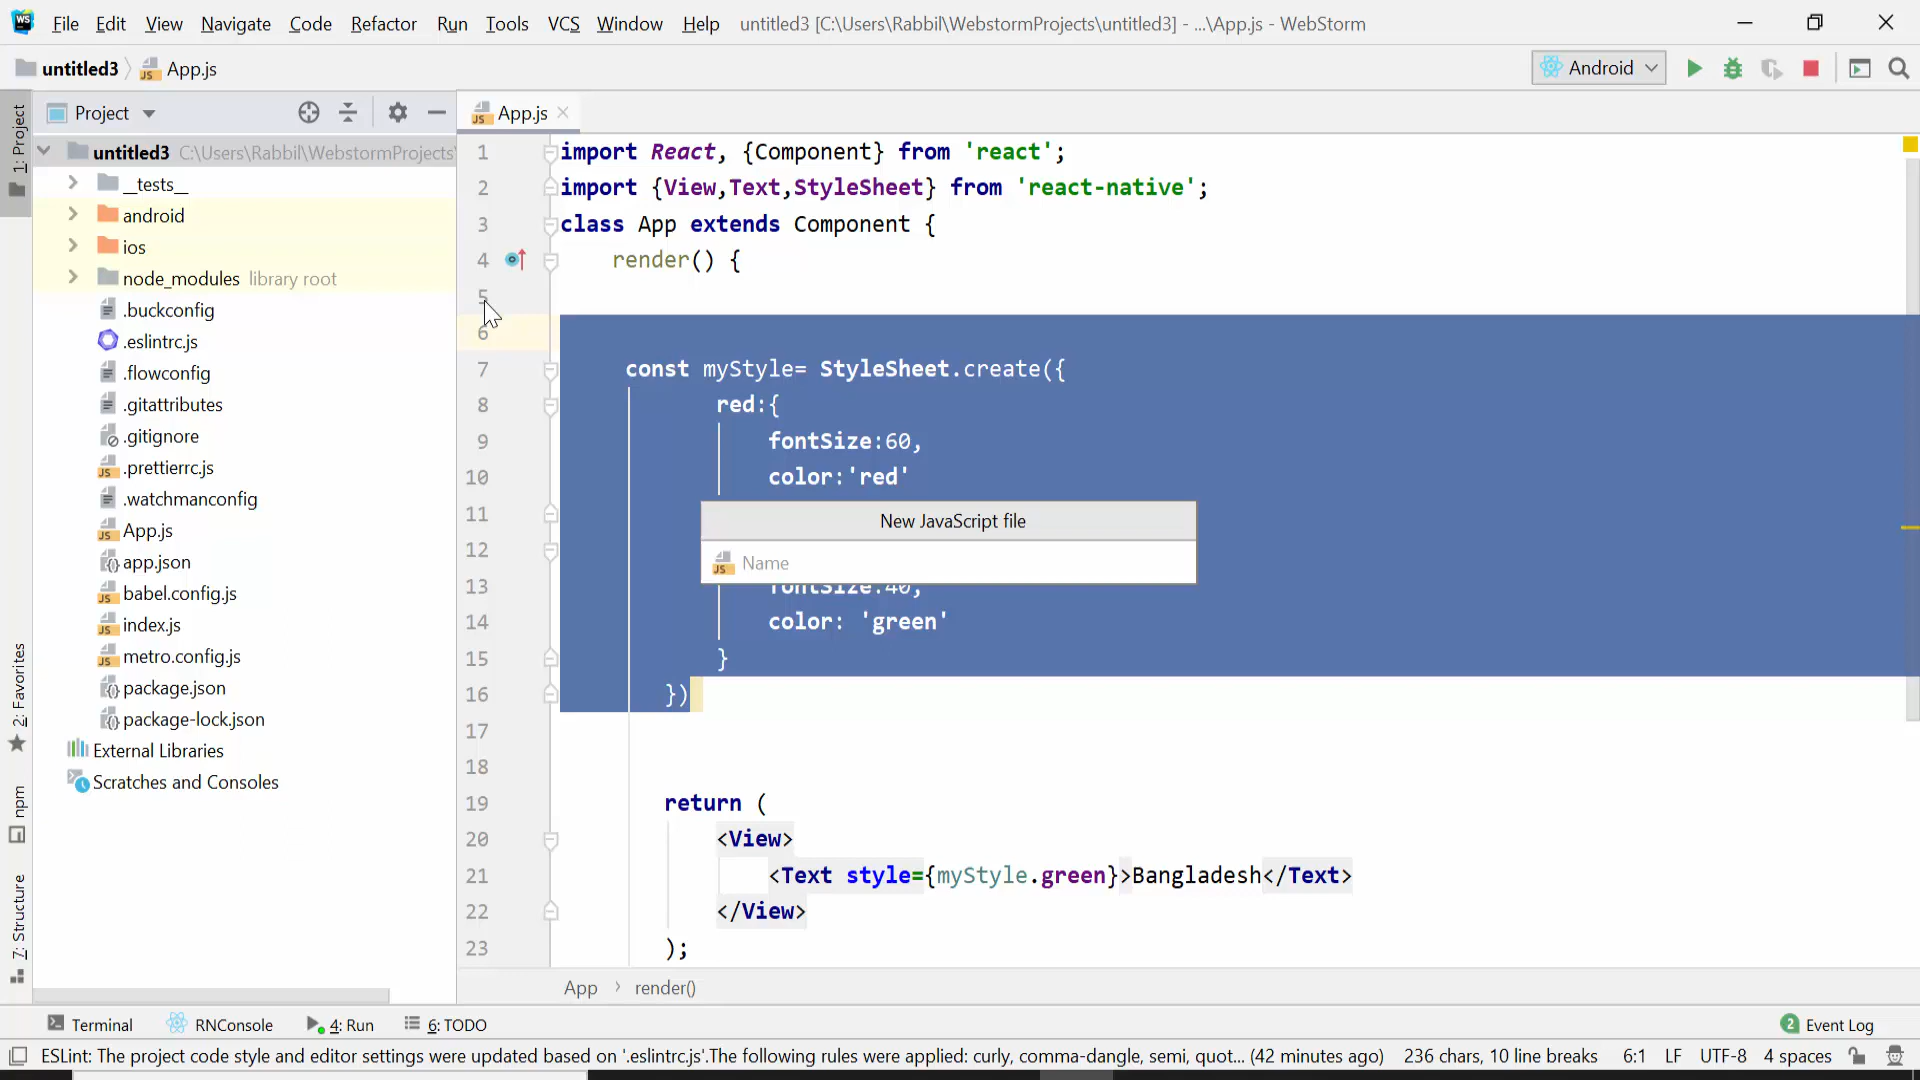 WS File Edit View Navigate Code Refactor Run Tools VCS Window Help untitled3 [C:\Users\Rabbil\WebstormProjects\untitled3] - ...\App.js - WebStorm
untitled3 App.js Android
1: Project
Project
App.js
untitled3 C:\Users\Rabbil\WebstormProjects
__tests__
android
ios
node_modules library root
.buckconfig
.eslintrc.js
.flowconfig
.gitattributes
.gitignore
.prettierrc.js
.watchmanconfig
App.js
app.json
babel.config.js
index.js
metro.config.js
package.json
package-lock.json
External Libraries
Scratches and Consoles
2: Favorites
npm
7: Structure
1 import React, {Component} from 'react';
2 import {View,Text,StyleSheet} from 'react-native';
3 class App extends Component {
4 render() {
5
6
7 const myStyle= StyleSheet.create({
8 red:{
9 fontSize:60,
10 color:'red'
11
12
13 fontSize:40,
14 color: 'green'
15 }
16 })
17
18
19 return (
20 <View>
21 <Text style={myStyle.green}>Bangladesh</Text>
22 </View>
23 );
New JavaScript file
JS Name
App > render()
Terminal RNConsole 4: Run 6: TODO 2 Event Log
ESLint: The project code style and editor settings were updated based on '.eslintrc.js'.The following rules were applied: curly, comma-dangle, semi, quot... (42 minutes ago) 236 chars, 10 line breaks 6:1 LF UTF-8 4 spaces